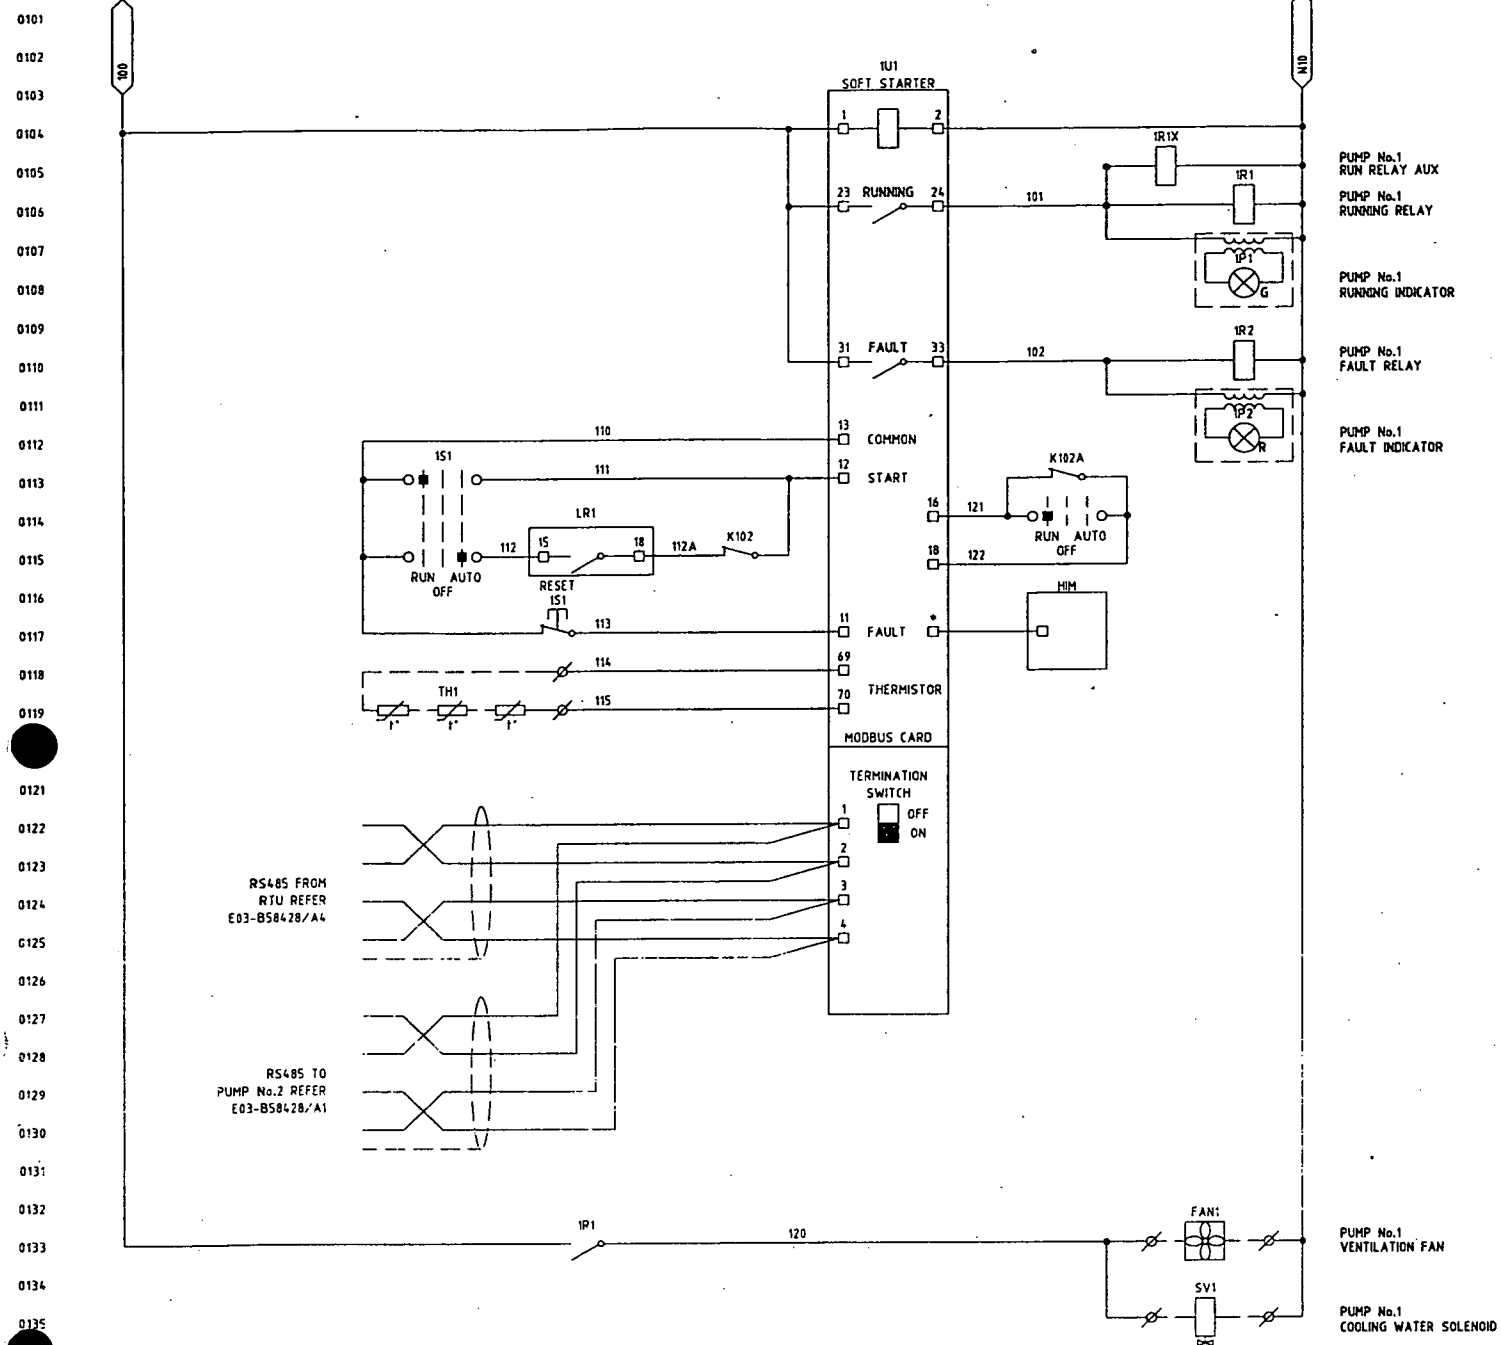 0101
0102
0103
0104
0105
0106
0107
0108
0109
0110
0111
0112
0113
0114
0115
0116
0117
0118
0119
0121
0122
0123
0124
0125
0126
0127
0128
0129
0130
0131
0132
0133
0134
0135
100
N10
1U1
SOFT STARTER
1
2
23
RUNNING
24
101
1R1X
1R1
1P1
G
PUMP No.1
RUN RELAY AUX
PUMP No.1
RUNNING RELAY
PUMP No.1
RUNNING INDICATOR
31
FAULT
33
102
1R2
1P2
R
PUMP No.1
FAULT RELAY
PUMP No.1
FAULT INDICATOR
110
13
COMMON
1S1
111
12
START
LR1
112
15
18
112A
K102
RUN
AUTO
OFF
K102A
16
121
RUN
AUTO
OFF
18
122
RESET
1S1
113
11
FAULT
*
HIM
114
69
TH1
115
70
THERMISTOR
t°
t°
t°
MODBUS CARD
TERMINATION
SWITCH
OFF
ON
1
2
3
4
RS485 FROM
RTU REFER
E03-B58428/A4
RS485 TO
PUMP No.2 REFER
E03-B58428/A1
1R1
120
FAN1
PUMP No.1
VENTILATION FAN
SV1
PUMP No.1
COOLING WATER SOLENOID